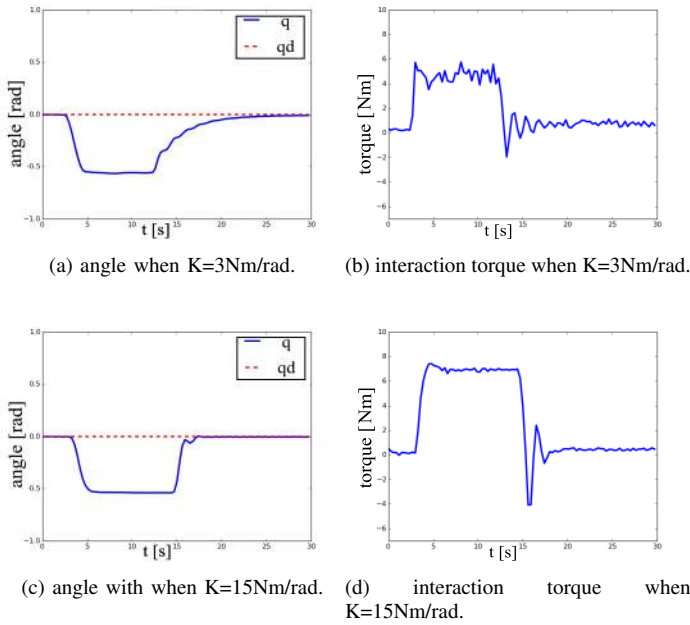 1.0
0.5
0.0
−0.5
−1.0
angle [rad]
q
qd
0 5 10 15 20 25 30
t [s]
10
8
6
4
2
0
−2
−4
−6
torque [Nm]
0 5 10 15 20 25 30
t [s]
(a) angle when K=3Nm/rad.
(b) interaction torque when K=3Nm/rad.
1.0
0.5
0.0
0.5
−1.0
angle [rad]
q
qd
0 5 10 15 20 25 30
t [s]
10
8
6
4
2
0
−2
−4
−6
torque [Nm]
0 5 10 15 20 25 30
t [s]
(c) angle with when K=15Nm/rad.
(d) interaction torque when
K=15Nm/rad.